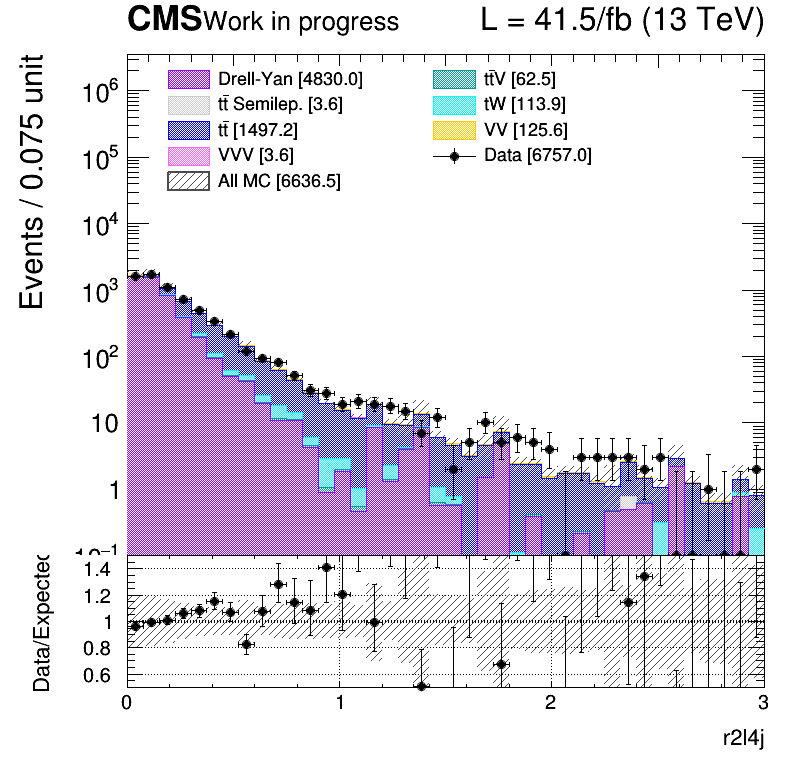 CMS Work in progress L = 41.5/fb (13 TeV)
Events / 0.075 unit
Drell-Yan [4830.0] tt̄V [62.5]
tt̄ Semilep. [3.6] tW [113.9]
tt̄ [1497.2] VV [125.6]
VVV [3.6] Data [6757.0]
All MC [6636.5]
10⁶
10⁵
10⁴
10³
10²
10
1
10⁻¹
Data/Expected
1.4
1.2
1
0.8
0.6
0 1 2 3
r2l4j